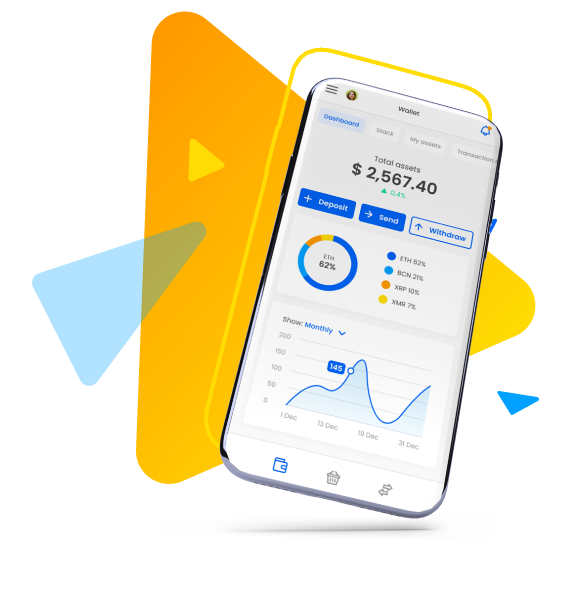 Wallet
Dashboard Stack My assets Transaction
Total assets
$ 2,567.40
0,4%
Deposit Send Withdraw
ETH
62%
ETH 62%
BCN 21%
XRP 10%
XMR 7%
Show: Monthly
200
150
100
50
0
145
1 Dec 13 Dec 19 Dec 31 Dec